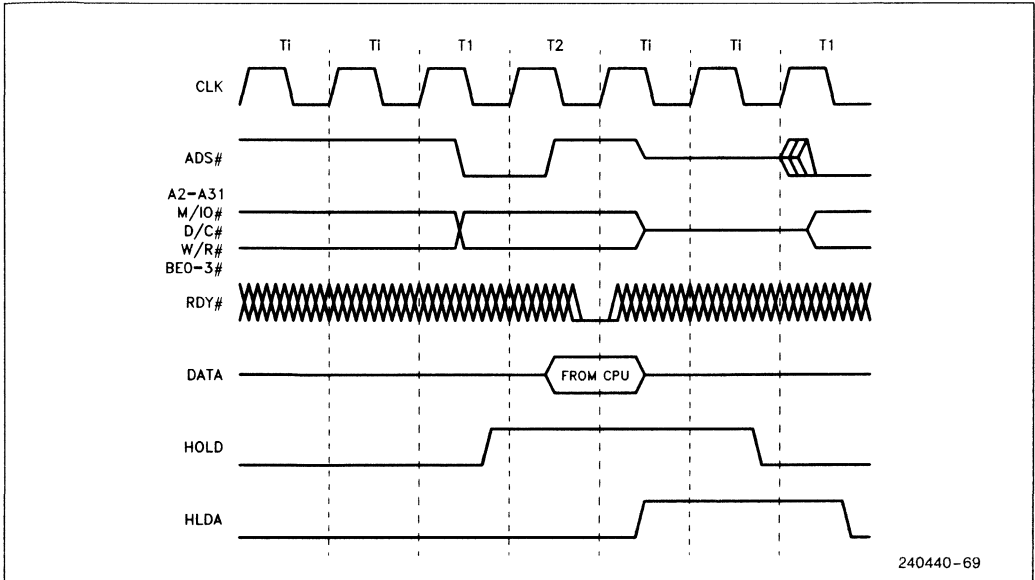 Ti Ti T1 T2 Ti Ti T1
CLK
ADS#
A2-A31
M/IO#
D/C#
W/R#
BE0-3#
RDY#
DATA FROM CPU
HOLD
HLDA
240440-69